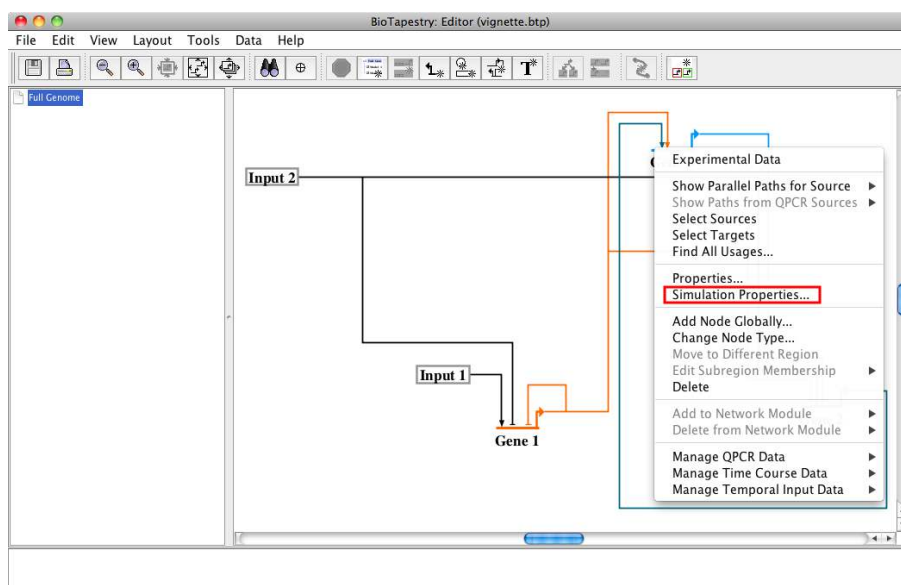 BioTapestry: Editor (vignette.btp)
File Edit View Layout Tools Data Help
Full Genome
Input 2
Input 1
Gene 1
Experimental Data
Show Parallel Paths for Source
Show Paths from QPCR Sources
Select Sources
Select Targets
Find All Usages...
Properties...
Simulation Properties...
Add Node Globally...
Change Node Type...
Move to Different Region
Edit Subregion Membership
Delete
Add to Network Module
Delete from Network Module
Manage QPCR Data
Manage Time Course Data
Manage Temporal Input Data